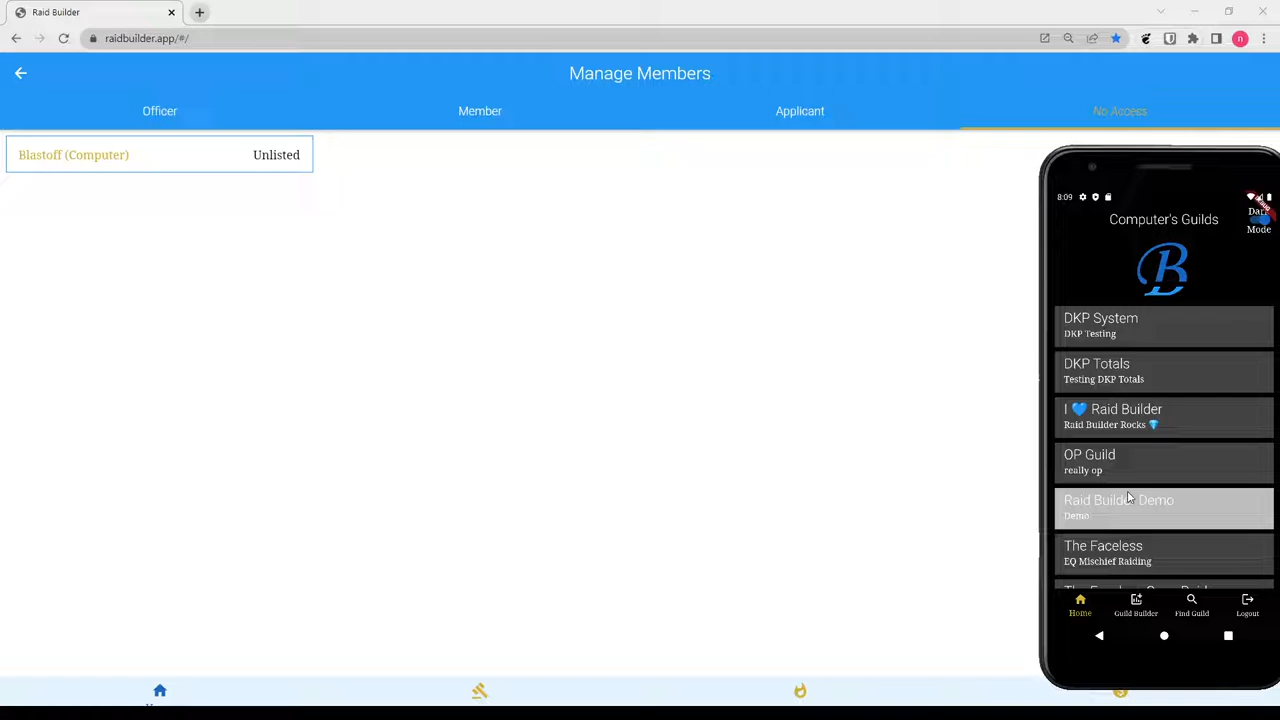 Raid Builder
raidbuilder.app/#/
n
Manage Members
Officer
Member
Applicant
No Access
Blastoff (Computer)
Unlisted
8:09
Dark
Mode
Computer's Guilds
DKP System
DKP Testing
DKP Totals
Testing DKP Totals
I 💙 Raid Builder
Raid Builder Rocks 💎
OP Guild
really op
Raid Builder Demo
Demo
The Faceless
EQ Mischief Raiding
Home
Guild Builder
Find Guild
Logout